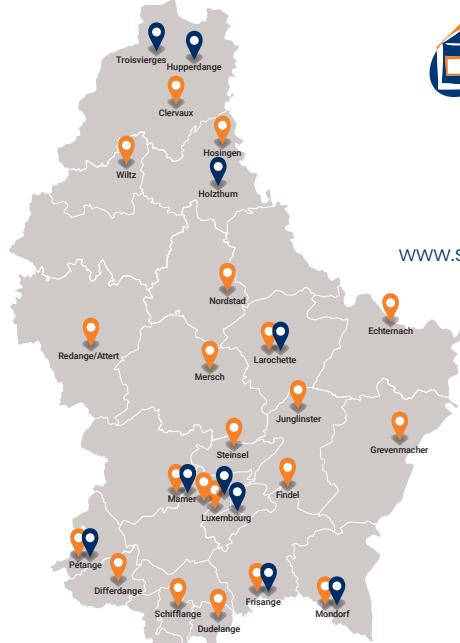 Troisvierges
Hupperdange
Clervaux
Hosingen
Wiltz
Holzthum
www.s
Nordstad
Echternach
Redange/Attert
Larochette
Mersch
Junglinster
Grevenmacher
Steinsel
Findel
Mamer
Luxembourg
Pétange
Differdange
Frisange
Schifflange
Mondorf
Dudelange